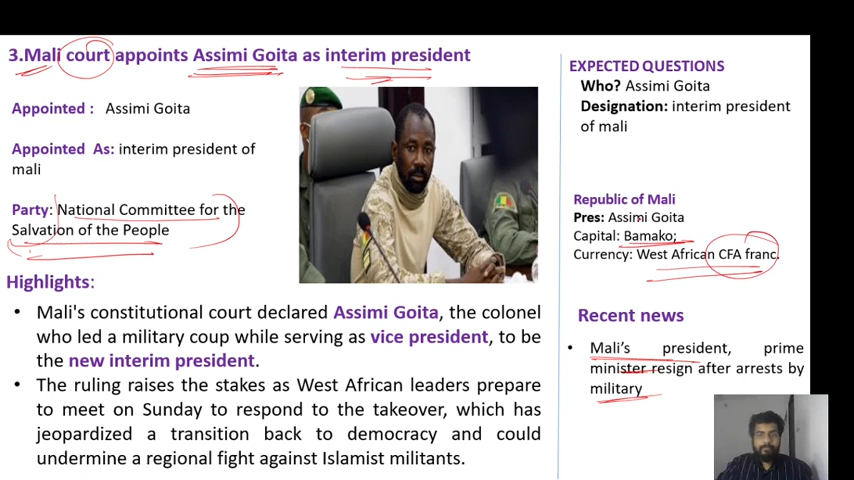 3.Mali court appoints Assimi Goita as interim president
Appointed : Assimi Goita
Appointed As: interim president of
mali
Party: National Committee for the
Salvation of the People
Highlights:
• Mali's constitutional court declared Assimi Goita, the colonel
who led a military coup while serving as vice president, to be
the new interim president.
• The ruling raises the stakes as West African leaders prepare
to meet on Sunday to respond to the takeover, which has
jeopardized a transition back to democracy and could
undermine a regional fight against Islamist militants.
EXPECTED QUESTIONS
Who? Assimi Goita
Designation: interim president
of mali
Republic of Mali
Pres: Assimi Goita
Capital: Bamako;
Currency: West African CFA franc.
Recent news
• Mali's president, prime
minister resign after arrests by
military